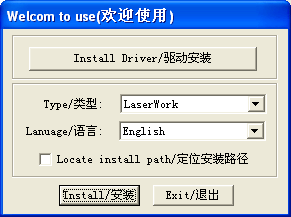 Welcom to use(欢迎使用)
Install Driver/驱动安装
Type/类型: LaserWork
Lanuage/语言: English
Locate install path/定位安装路径
Install/安装 Exit/退出